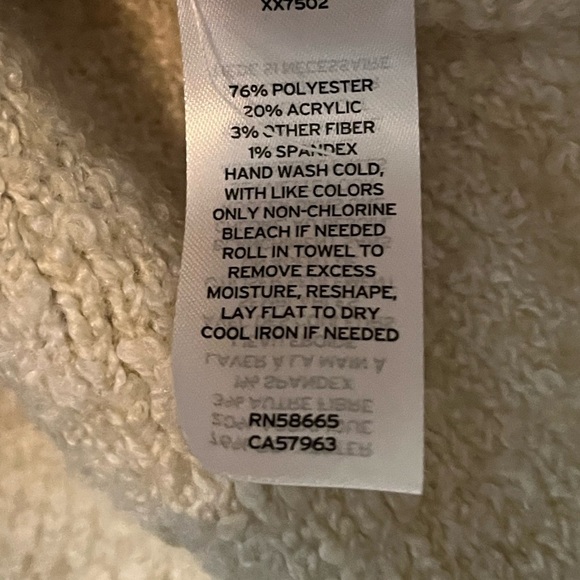 XX7502
76% POLYESTER
20% ACRYLIC
3% OTHER FIBER
1% SPANDEX
HAND WASH COLD,
WITH LIKE COLORS
ONLY NON-CHLORINE
BLEACH IF NEEDED
ROLL IN TOWEL TO
REMOVE EXCESS
MOISTURE, RESHAPE,
LAY FLAT TO DRY
COOL IRON IF NEEDED
RN58665
CA57963